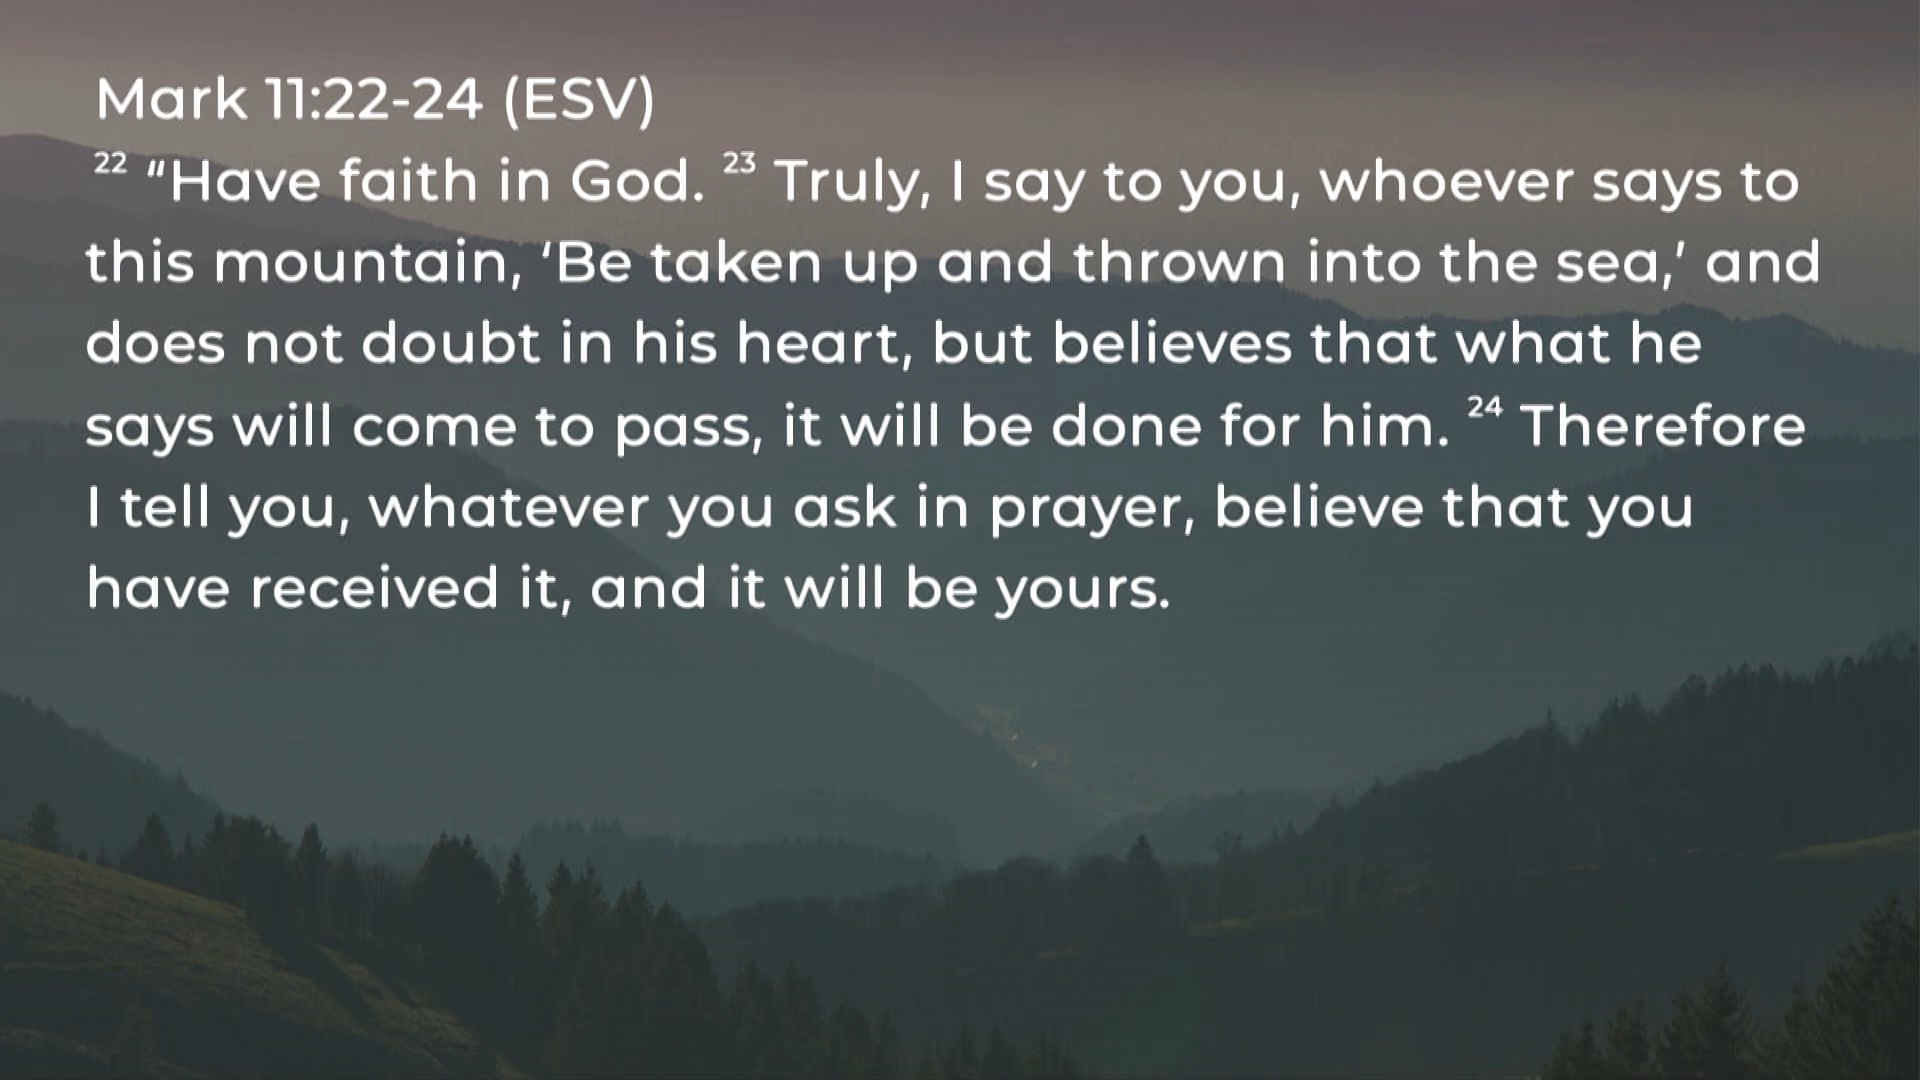 Mark 11:22-24 (ESV)
22 “Have faith in God. 23 Truly, I say to you, whoever says to
this mountain, ‘Be taken up and thrown into the sea,’ and
does not doubt in his heart, but believes that what he
says will come to pass, it will be done for him. 24 Therefore
I tell you, whatever you ask in prayer, believe that you
have received it, and it will be yours.